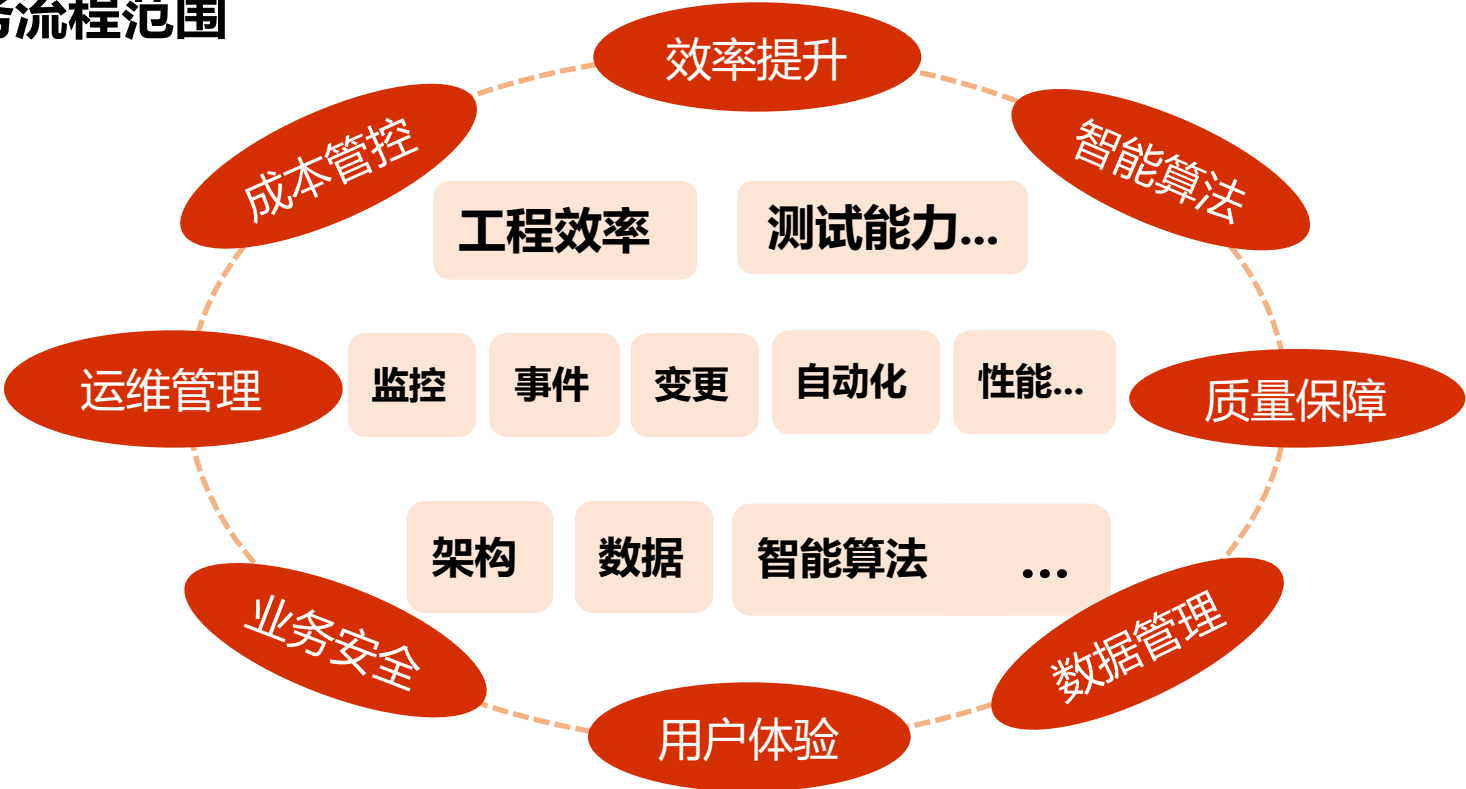 务流程范围
效率提升
成本管控
智能算法
工程效率
测试能力...
运维管理
监控
事件
变更
自动化
性能...
质量保障
架构
数据
智能算法 ...
业务安全
数据管理
用户体验